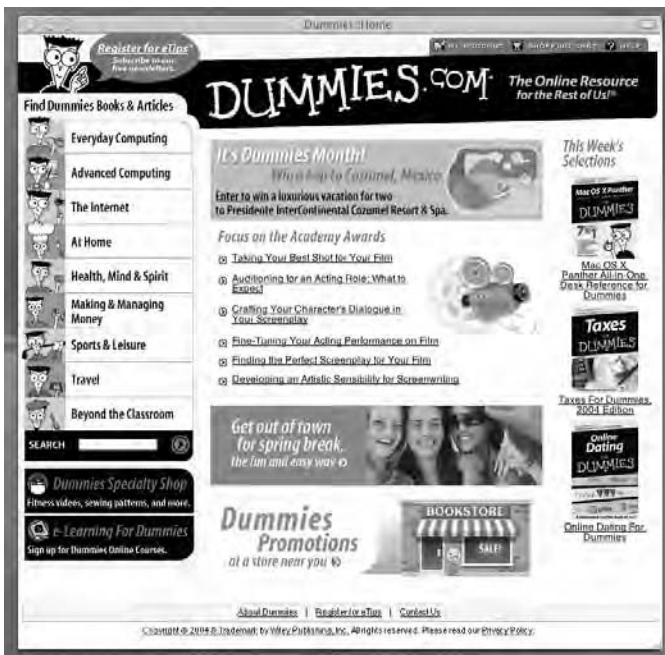 Dummies::Home
Register for eTips
Subscribe to our
free newsletters.
MY ACCOUNT
SHOPPING CART
? HELP
DUMMIES.COM
The Online Resource
for the Rest of Us!®
Find Dummies Books & Articles
Everyday Computing
Advanced Computing
The Internet
At Home
Health, Mind & Spirit
Making & Managing
Money
Sports & Leisure
Travel
Beyond the Classroom
SEARCH
Dummies Specialty Shop
Fitness videos, sewing patterns, and more.
e-Learning For Dummies
Sign up for Dummies Online Courses.
It's Dummies Month!
Win a trip to Cozumel, Mexico
Enter to win a luxurious vacation for two
to Presidente InterContinental Cozumel Resort & Spa.
Focus on the Academy Awards
Taking Your Best Shot for Your Film
Auditioning for an Acting Role: What to
Expect
Crafting Your Character's Dialogue in
Your Screenplay
Fine-Tuning Your Acting Performance on Film
Finding the Perfect Screenplay for Your Film
Developing an Artistic Sensibility for Screenwriting
Get out of town
for spring break,
the fun and easy way
Dummies
Promotions
at a store near you
BOOKSTORE
SALE!
This Week's
Selections
Mac OS X Panther
DUMMIES
Mac OS X
Panther All-in-One
Desk Reference for
Dummies
Taxes
DUMMIES
Taxes For Dummies,
2004 Edition
Online
Dating
DUMMIES
Online Dating For
Dummies
About Dummies | Register for eTips | Contact Us
Copyright © 2004 & Trademark by Wiley Publishing, Inc. All rights reserved. Please read our Privacy Policy.